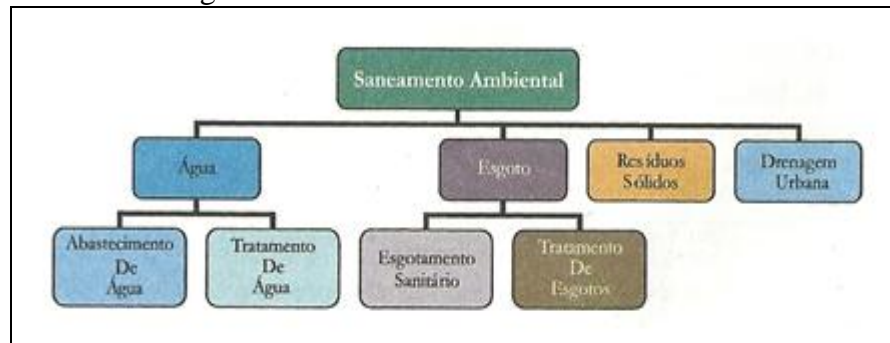 Saneamento Ambiental
Água
Esgoto
Resíduos
Sólidos
Drenagem
Urbana
Abastecimento
De
Água
Tratamento
De
Água
Esgotamento
Sanitário
Tratamento
De
Esgotos